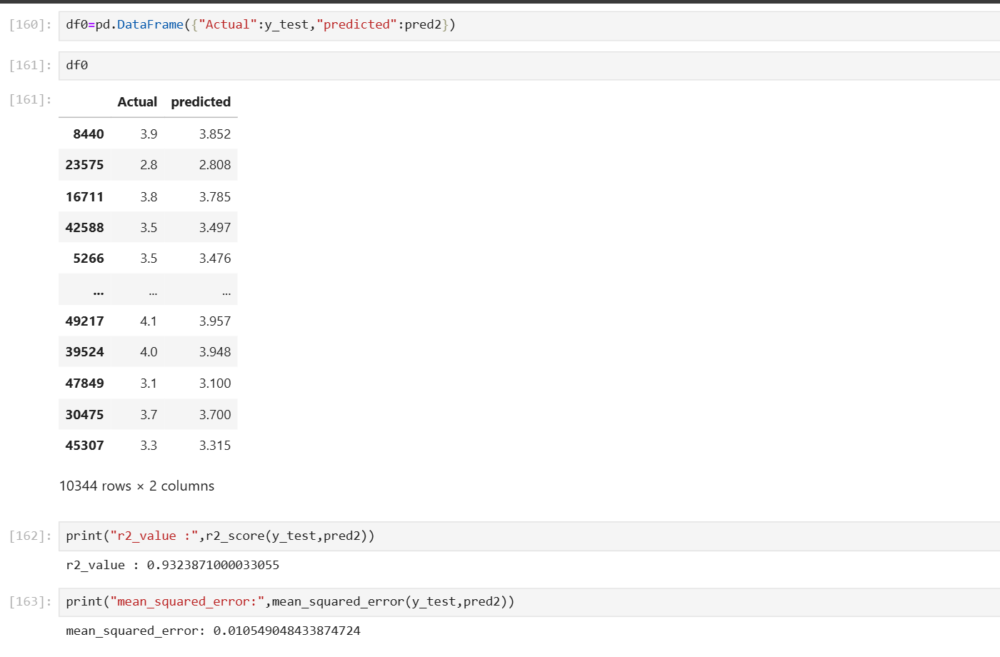 [160]: df0=pd.DataFrame({"Actual":y_test,"predicted":pred2})
[161]: df0
[161]:
Actual predicted
8440 3.9 3.852
23575 2.8 2.808
16711 3.8 3.785
42588 3.5 3.497
5266 3.5 3.476
... ... ...
49217 4.1 3.957
39524 4.0 3.948
47849 3.1 3.100
30475 3.7 3.700
45307 3.3 3.315
10344 rows × 2 columns
[162]: print("r2_value :",r2_score(y_test,pred2))
r2_value : 0.9323871000033055
[163]: print("mean_squared_error:",mean_squared_error(y_test,pred2))
mean_squared_error: 0.010549048433874724